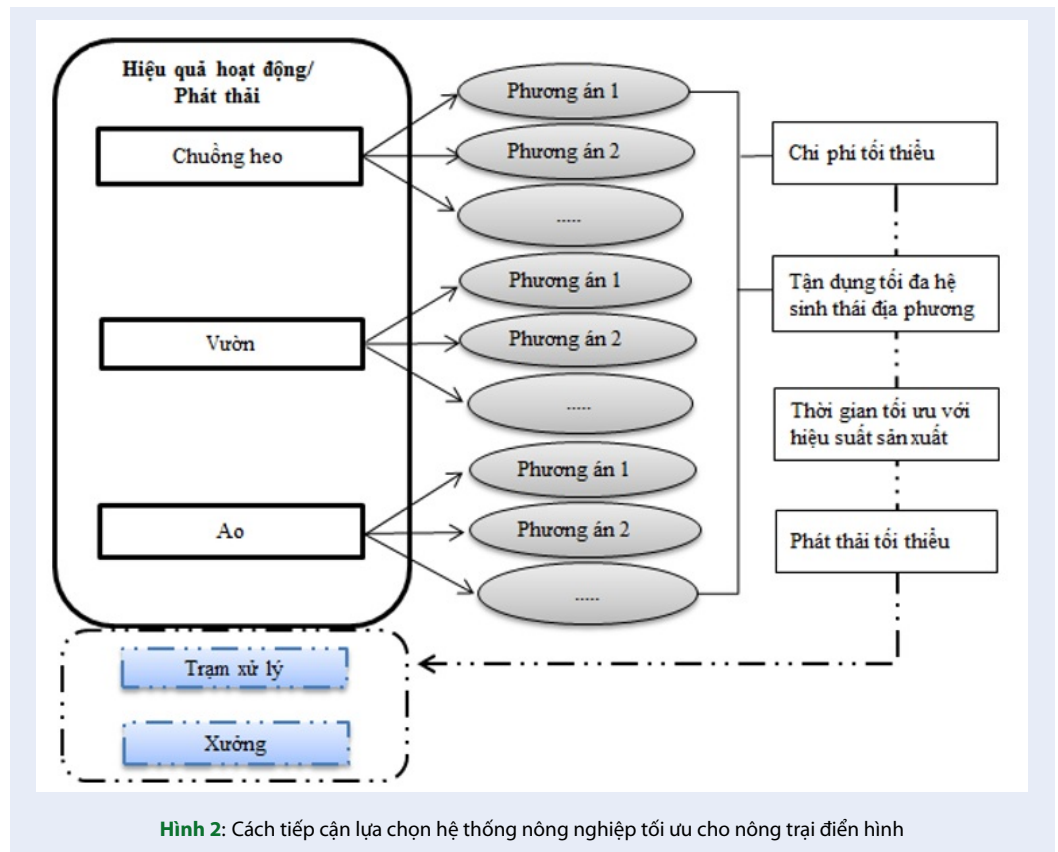 Hiệu quả hoạt động/
Phát thải
Chuồng heo
Vườn
Ao
Phương án 1
Phương án 2
.....
Phương án 1
Phương án 2
.....
Phương án 1
Phương án 2
.....
Chi phí tối thiểu
Tận dụng tối đa hệ
sinh thái địa phương
Thời gian tối ưu với
hiệu suất sản xuất
Phát thải tối thiểu
Trạm xử lý
Xưởng
Hình 2: Cách tiếp cận lựa chọn hệ thống nông nghiệp tối ưu cho nông trại điển hình